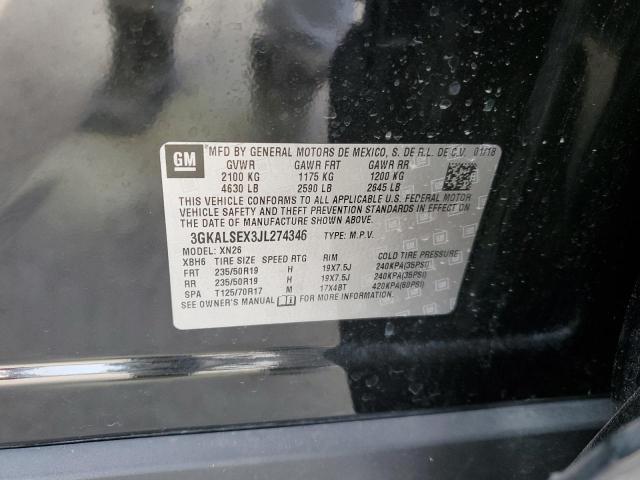 GM MFD BY GENERAL MOTORS DE MEXICO, S. DE R.L. DE C.V. 01/18
GVWR GAWR FRT GAWR RR
2100 KG 1175 KG 1200 KG
4630 LB 2590 LB 2645 LB
THIS VEHICLE CONFORMS TO ALL APPLICABLE U.S. FEDERAL MOTOR
VEHICLE SAFETY AND THEFT PREVENTION STANDARDS IN EFFECT ON
THE DATE OF MANUFACTURE SHOWN ABOVE.
3GKALSEX3JL274346 TYPE: M.P.V.
MODEL: XN26
XBH6 TIRE SIZE SPEED RTG RIM COLD TIRE PRESSURE
FRT 235/50R19 H 19X7.5J 240KPA(35PSI)
RR 235/50R19 H 19X7.5J 240KPA(35PSI)
SPA T125/70R17 M 17X4BT 420KPA(60PSI)
SEE OWNER'S MANUAL FOR MORE INFORMATION.